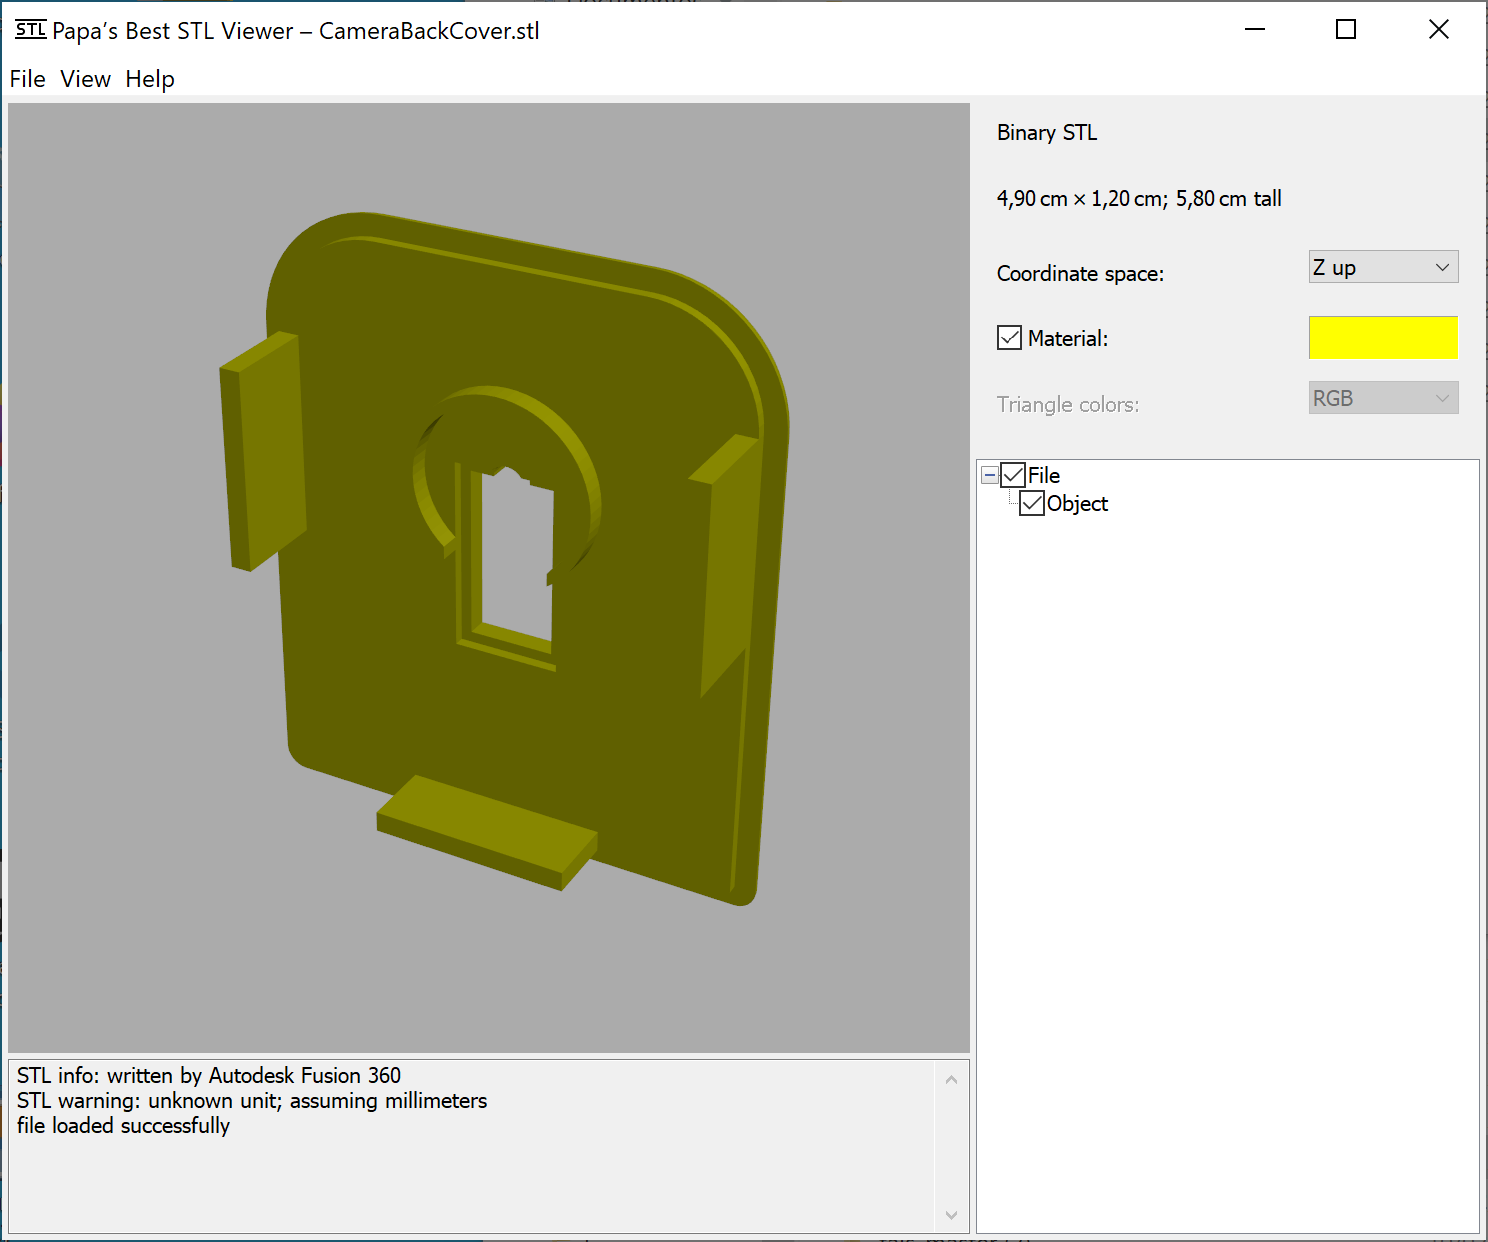 STL Papa's Best STL Viewer – CameraBackCover.stl
File View Help
Binary STL
4,90 cm × 1,20 cm; 5,80 cm tall
Coordinate space: Z up
Material:
Triangle colors: RGB
File
Object
STL info: written by Autodesk Fusion 360
STL warning: unknown unit; assuming millimeters
file loaded successfully